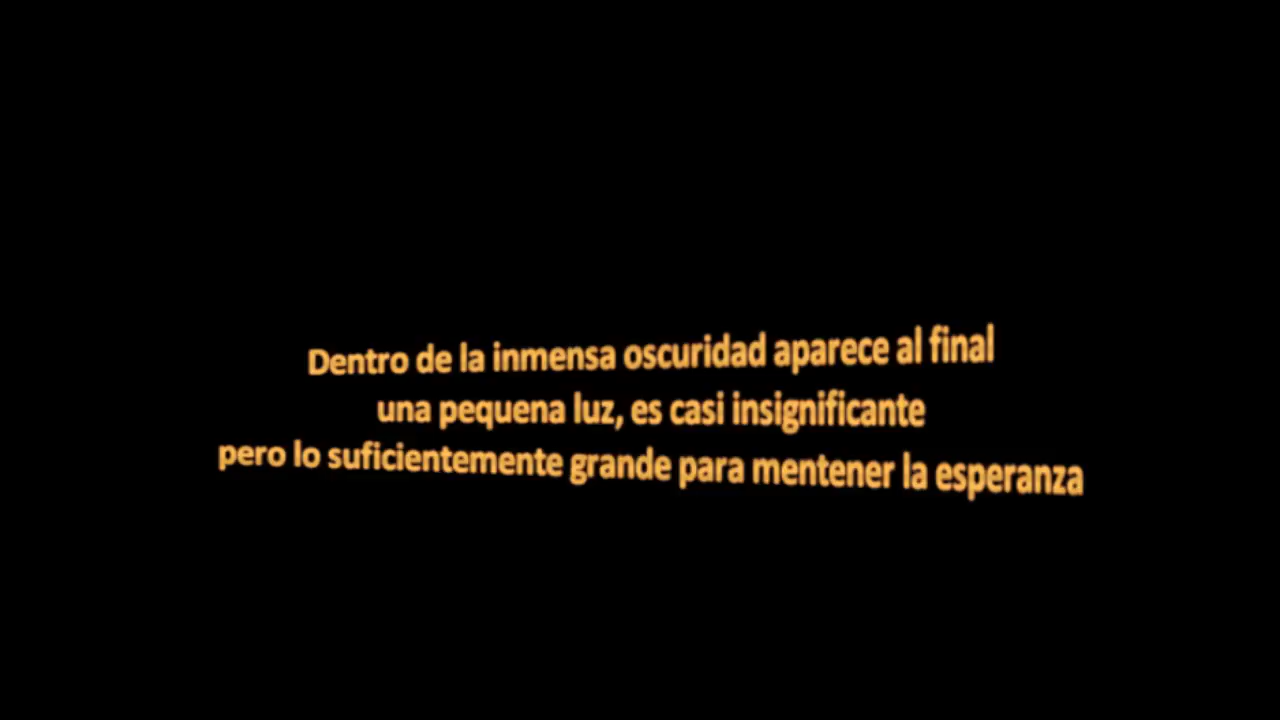 Dentro de la inmensa oscuridad aparece al final
una pequena luz, es casi insignificante
pero lo suficientemente grande para mentener la esperanza